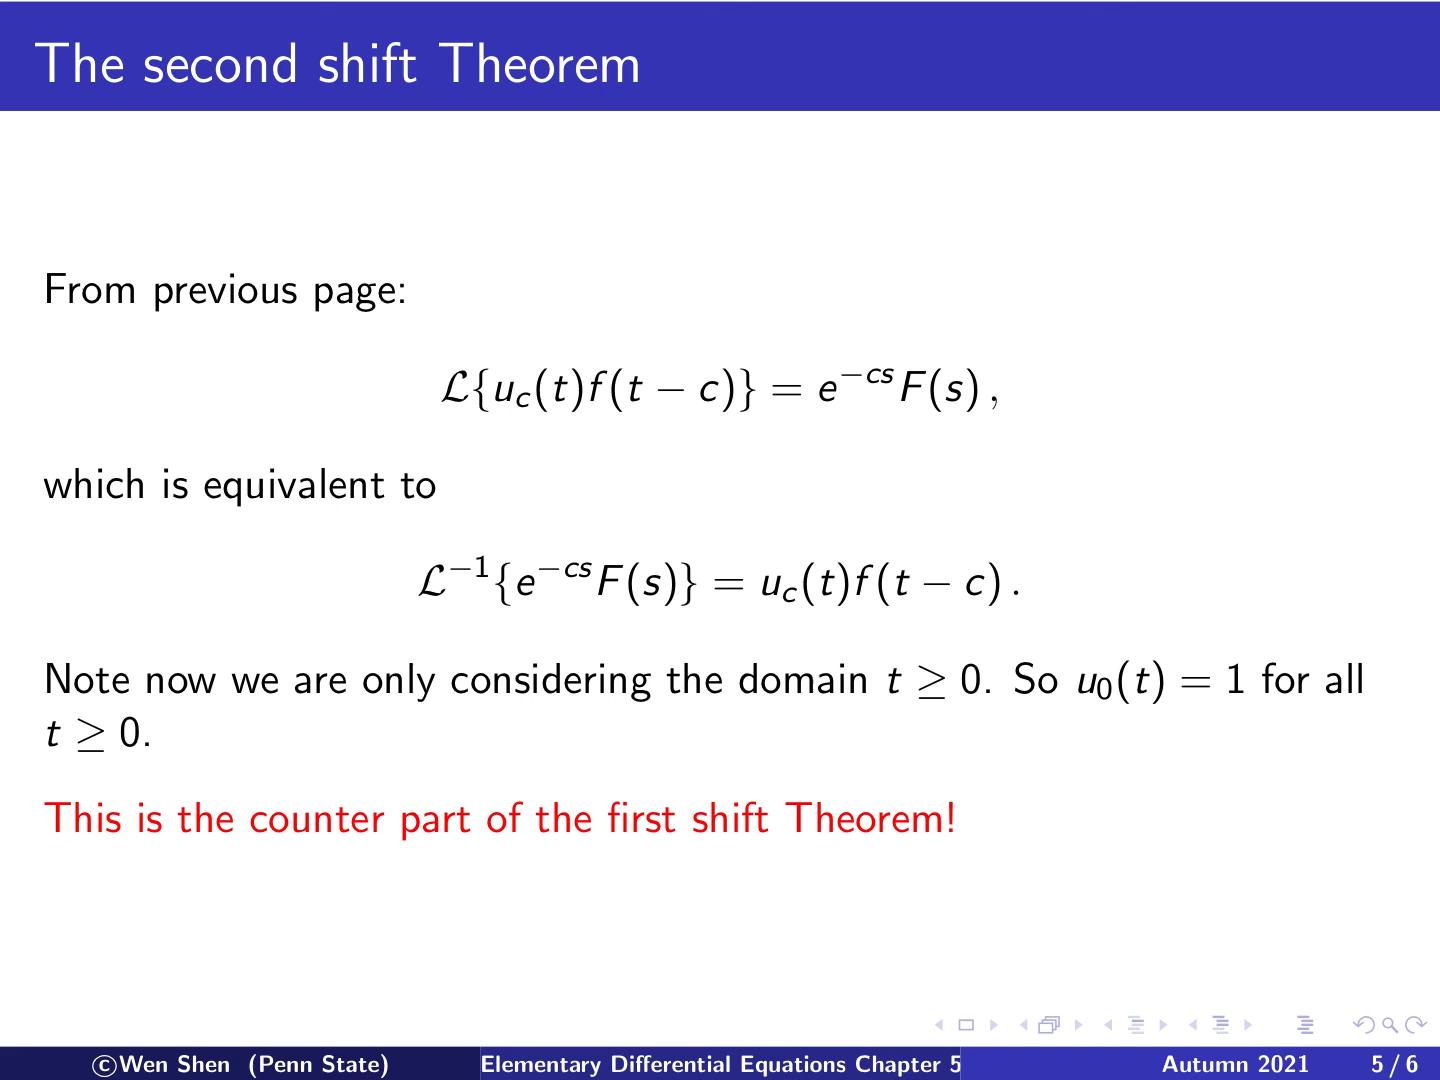 The second shift Theorem
From previous page:
ℒ{u_c(t)f(t − c)} = e^{−cs}F(s) ,
which is equivalent to
ℒ^{−1}{e^{−cs}F(s)} = u_c(t)f(t − c) .
Note now we are only considering the domain t ≥ 0. So u_0(t) = 1 for all
t ≥ 0.
This is the counter part of the first shift Theorem!
©Wen Shen (Penn State) Elementary Differential Equations Chapter 5 Autumn 2021 5 / 6